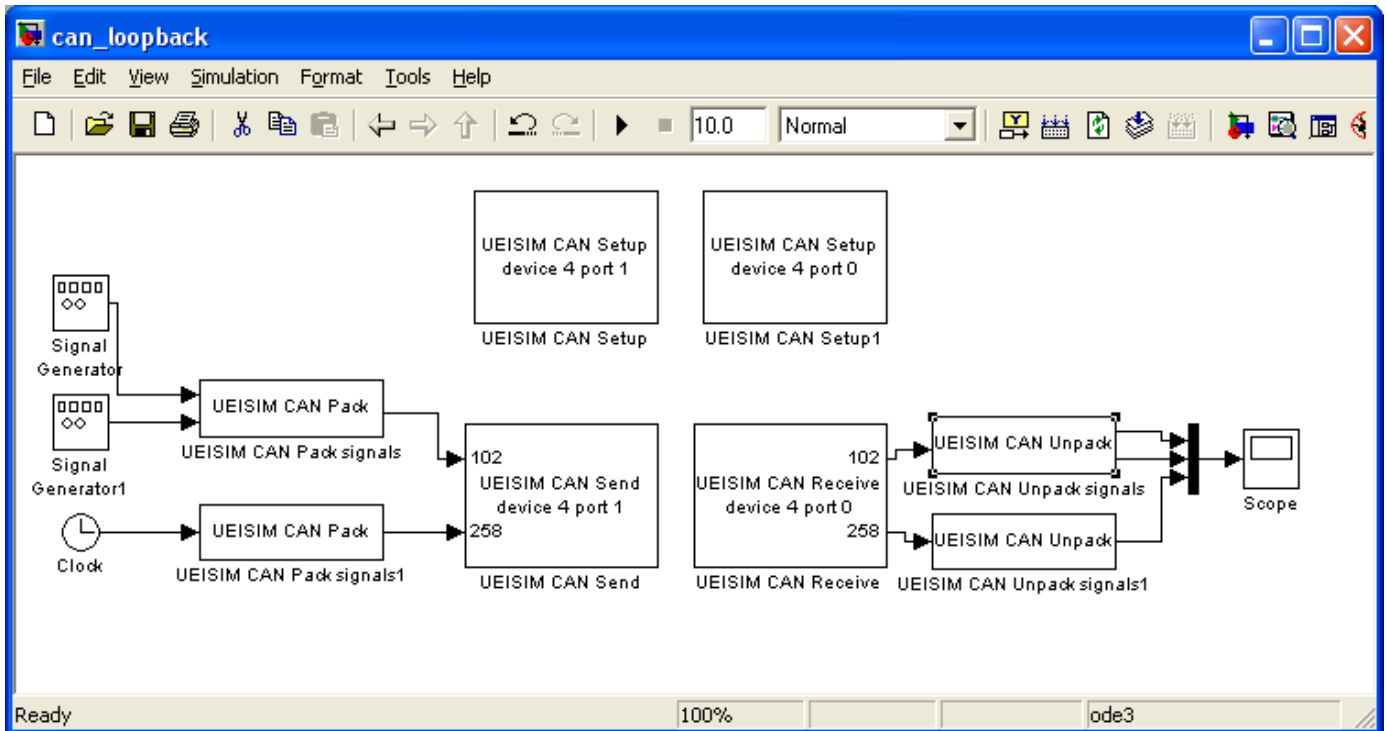 can_loopback
File Edit View Simulation Format Tools Help
10.0 Normal
UEISIM CAN Setup
device 4 port 1
UEISIM CAN Setup
UEISIM CAN Setup
device 4 port 0
UEISIM CAN Setup1
Signal
Generator
Signal
Generator1
Clock
UEISIM CAN Pack
UEISIM CAN Pack signals
UEISIM CAN Pack
UEISIM CAN Pack signals1
102
UEISIM CAN Send
device 4 port 1
258
UEISIM CAN Send
102
UEISIM CAN Receive
device 4 port 0
258
UEISIM CAN Receive
UEISIM CAN Unpack
UEISIM CAN Unpack signals
UEISIM CAN Unpack
UEISIM CAN Unpack signals1
Scope
Ready 100% ode3